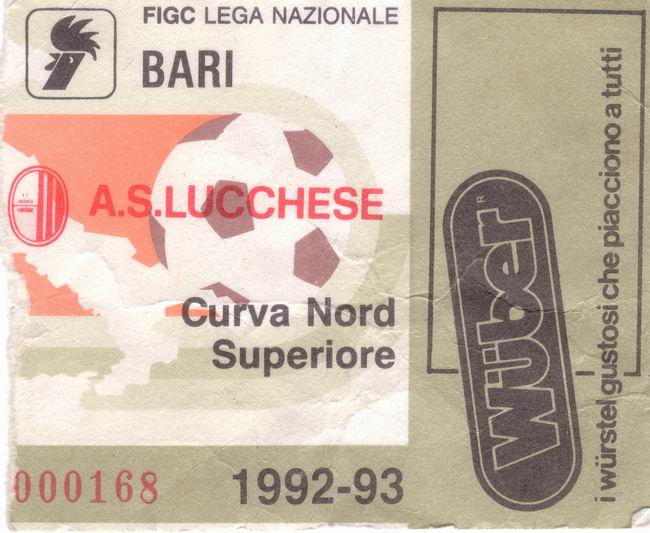 FIGC LEGA NAZIONALE
BARI
A.S.LUCCHESE
Curva Nord
Superiore
000168
1992-93
Wüber®
i würstel gustosi che piacciono a tutti